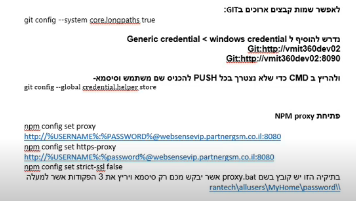 לאפשר שמות קבצים ארוכים בGIT:
git config --system core.longpaths true
נדרש להוסיף ל Generic credential < windows credential
Git:http://vmit360dev02
Git:http://vmit360dev02:8090
ולהריץ ב CMD כדי שלא נצטרך בכל PUSH להכניס שם משתמש וסיסמא-
git config --global credential.helper store
פתיחת NPM proxy
npm config set proxy
http://%USERNAME%:%PASSWORD%@websensevip.partnergsm.co.il:8080
npm config set https-proxy
http://%USERNAME%:%password%@websensevip.partnergsm.co.il:8080
npm config set strict-ssl false
בתיקיה הזו יש קובץ בשם proxy.bat אשר יבקש מכם רק סיסמא ויריץ את 3 הפקודות אשר למעלה
\\rantech\allusers\MyHome\password